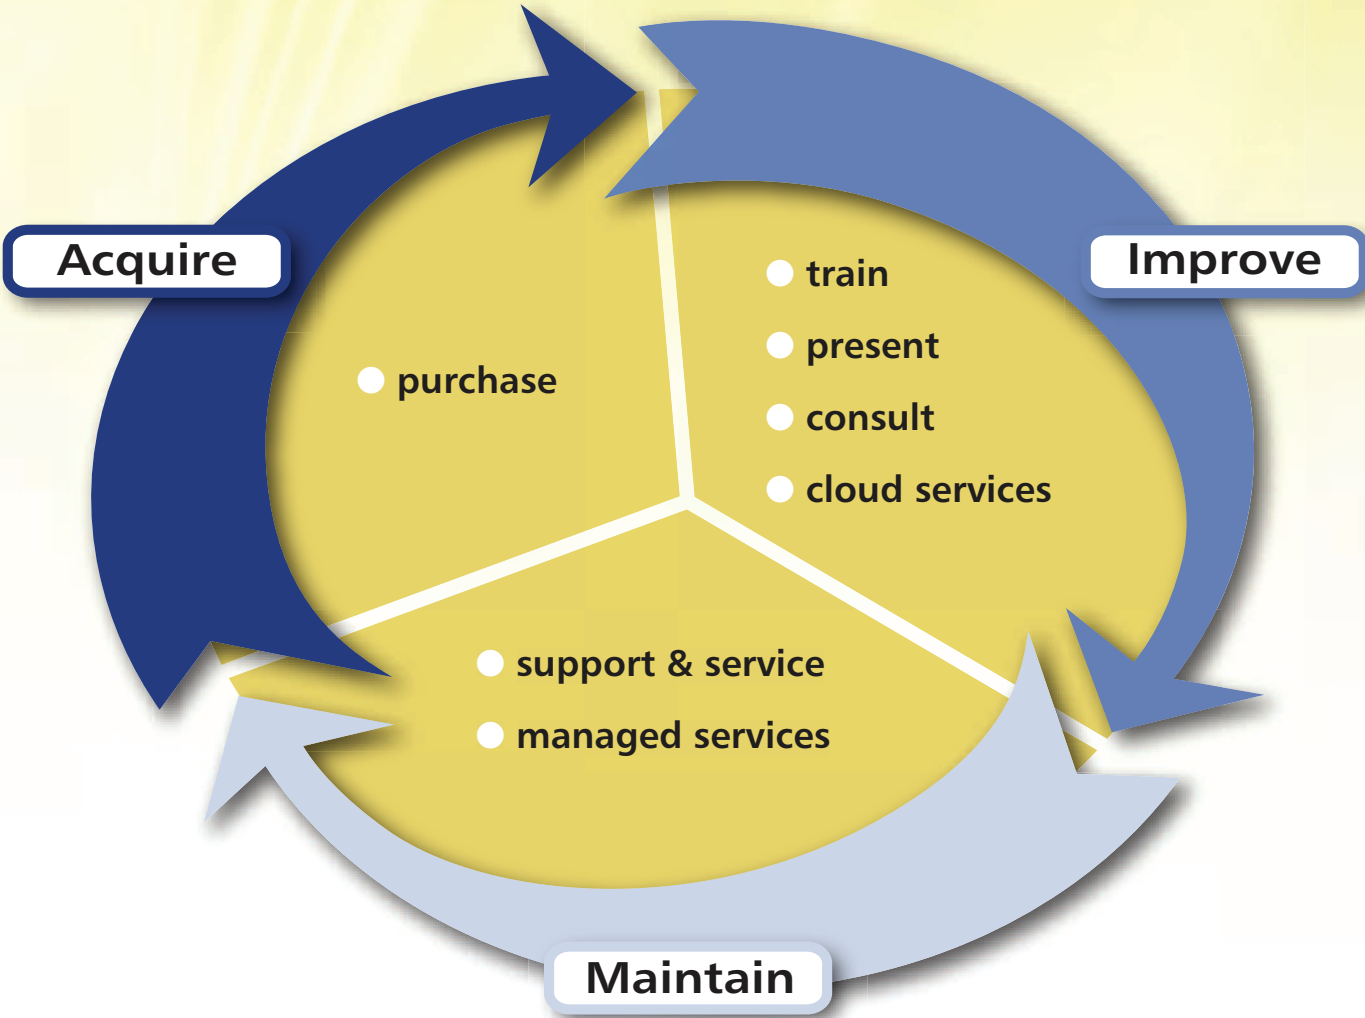 Acquire
purchase
Improve
train
present
consult
cloud services
support & service
managed services
Maintain